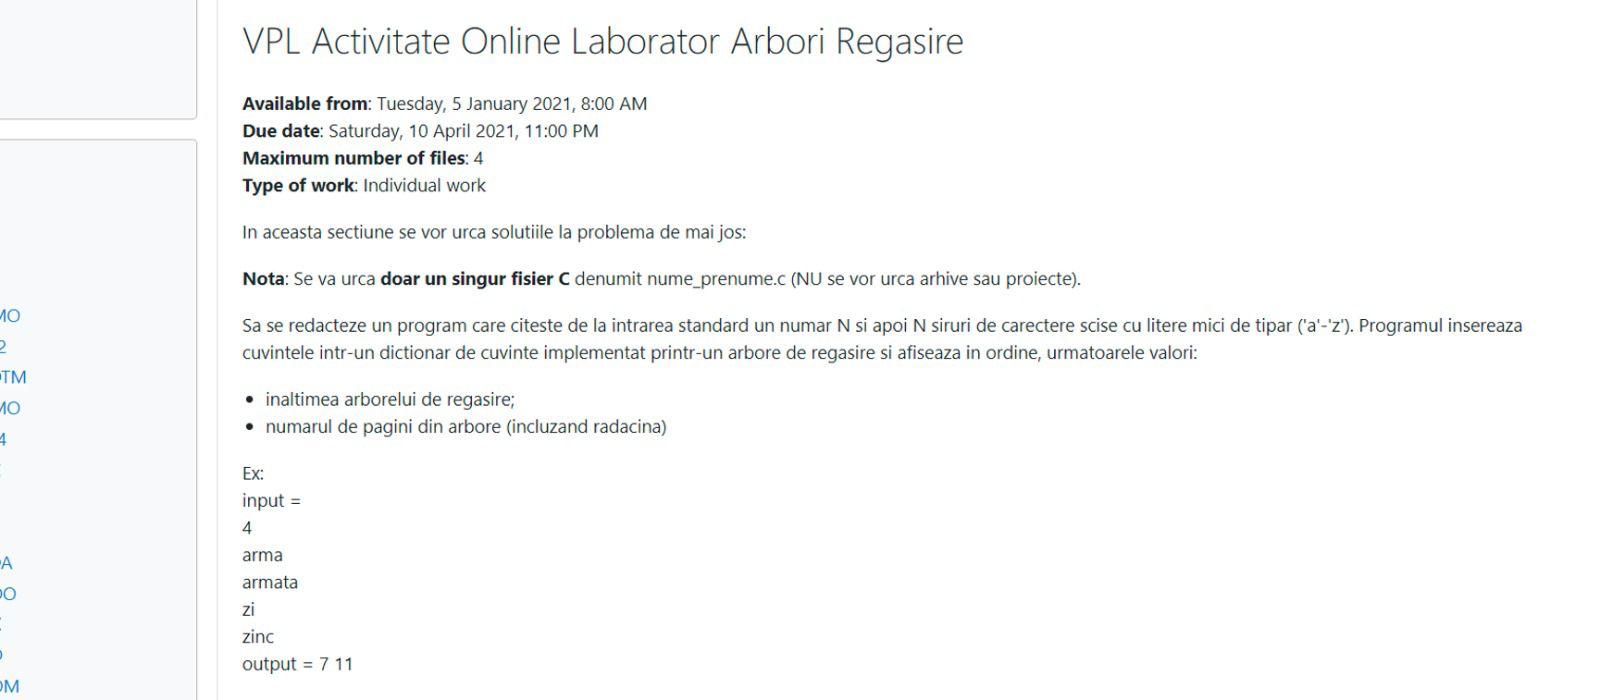 VPL Activitate Online Laborator Arbori Regasire
Available from: Tuesday, 5 January 2021, 8:00 AM
Due date: Saturday, 10 April 2021, 11:00 PM
Maximum number of files: 4
Type of work: Individual work
In aceasta sectiune se vor urca solutiile la problema de mai jos:
Nota: Se va urca doar un singur fisier C denumit nume_prenume.c (NU se vor urca arhive sau proiecte).
Sa se redacteze un program care citeste de la intrarea standard un numar N si apoi N siruri de carectere scise cu litere mici de tipar ('a'-'z'). Programul insereaza
cuvintele intr-un dictionar de cuvinte implementat printr-un arbore de regasire si afiseaza in ordine, urmatoarele valori:
• inaltimea arborelui de regasire;
• numarul de pagini din arbore (incluzand radacina)
Ex:
input =
4
arma
armata
zi
zinc
output = 7 11
MO
2
TM
MO
4
A
DO
OM